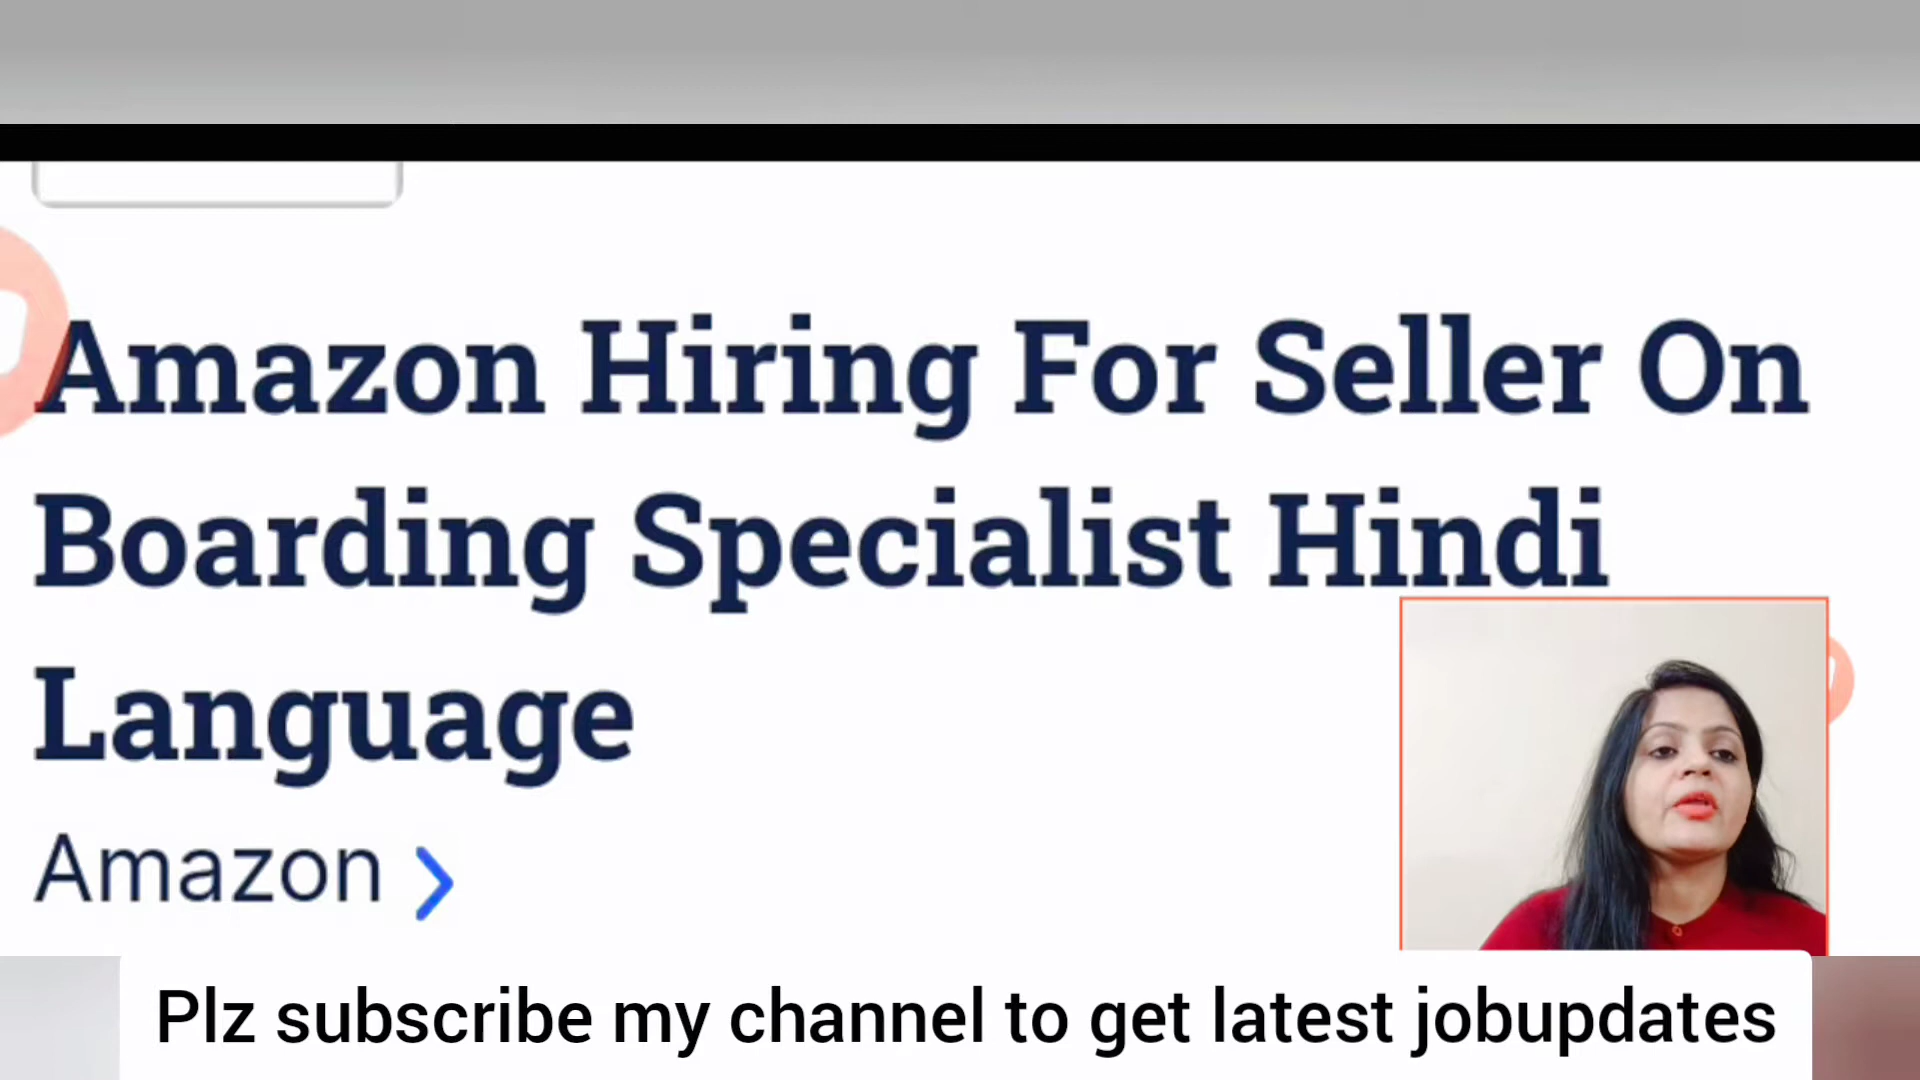 Amazon Hiring For Seller On
Boarding Specialist Hindi
Language
Amazon
Plz subscribe my channel to get latest jobupdates